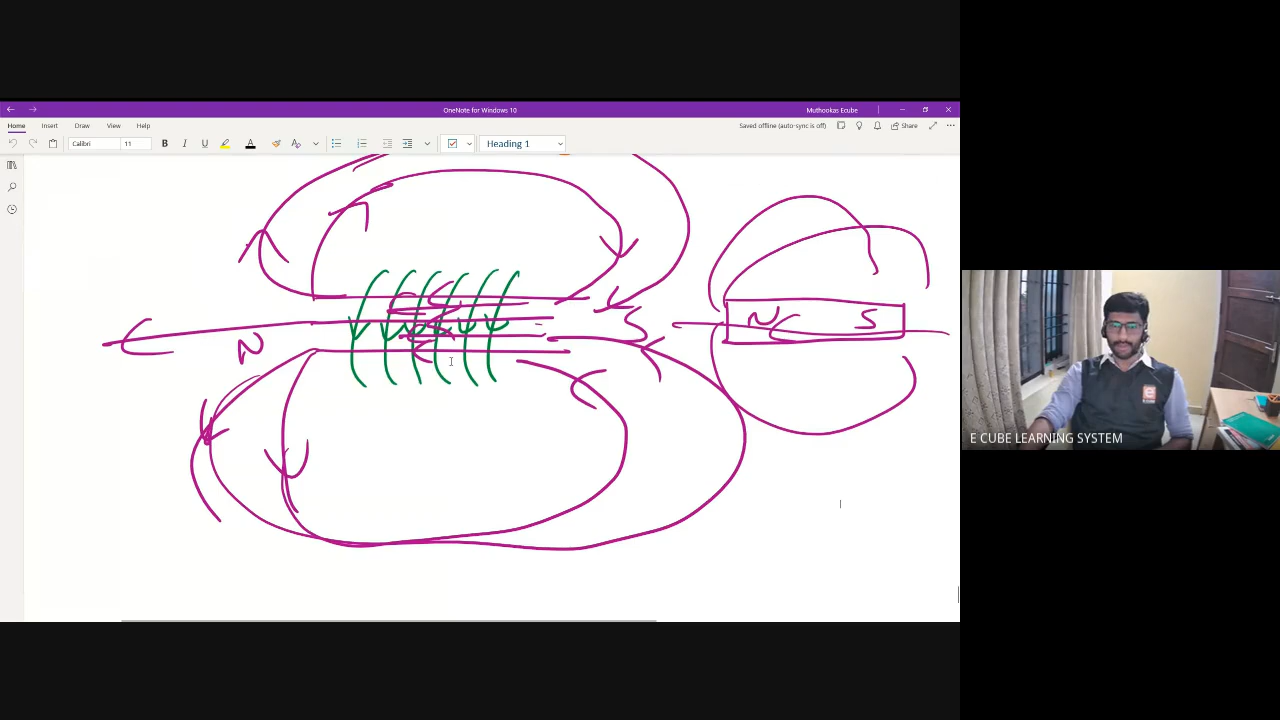 OneNote for Windows 10
Muthookas Ecube
Home Insert Draw View Help
Saved offline (auto-sync is off)
Share
Calibri 11 B I U A Heading 1
N S
N S
E CUBE LEARNING SYSTEM